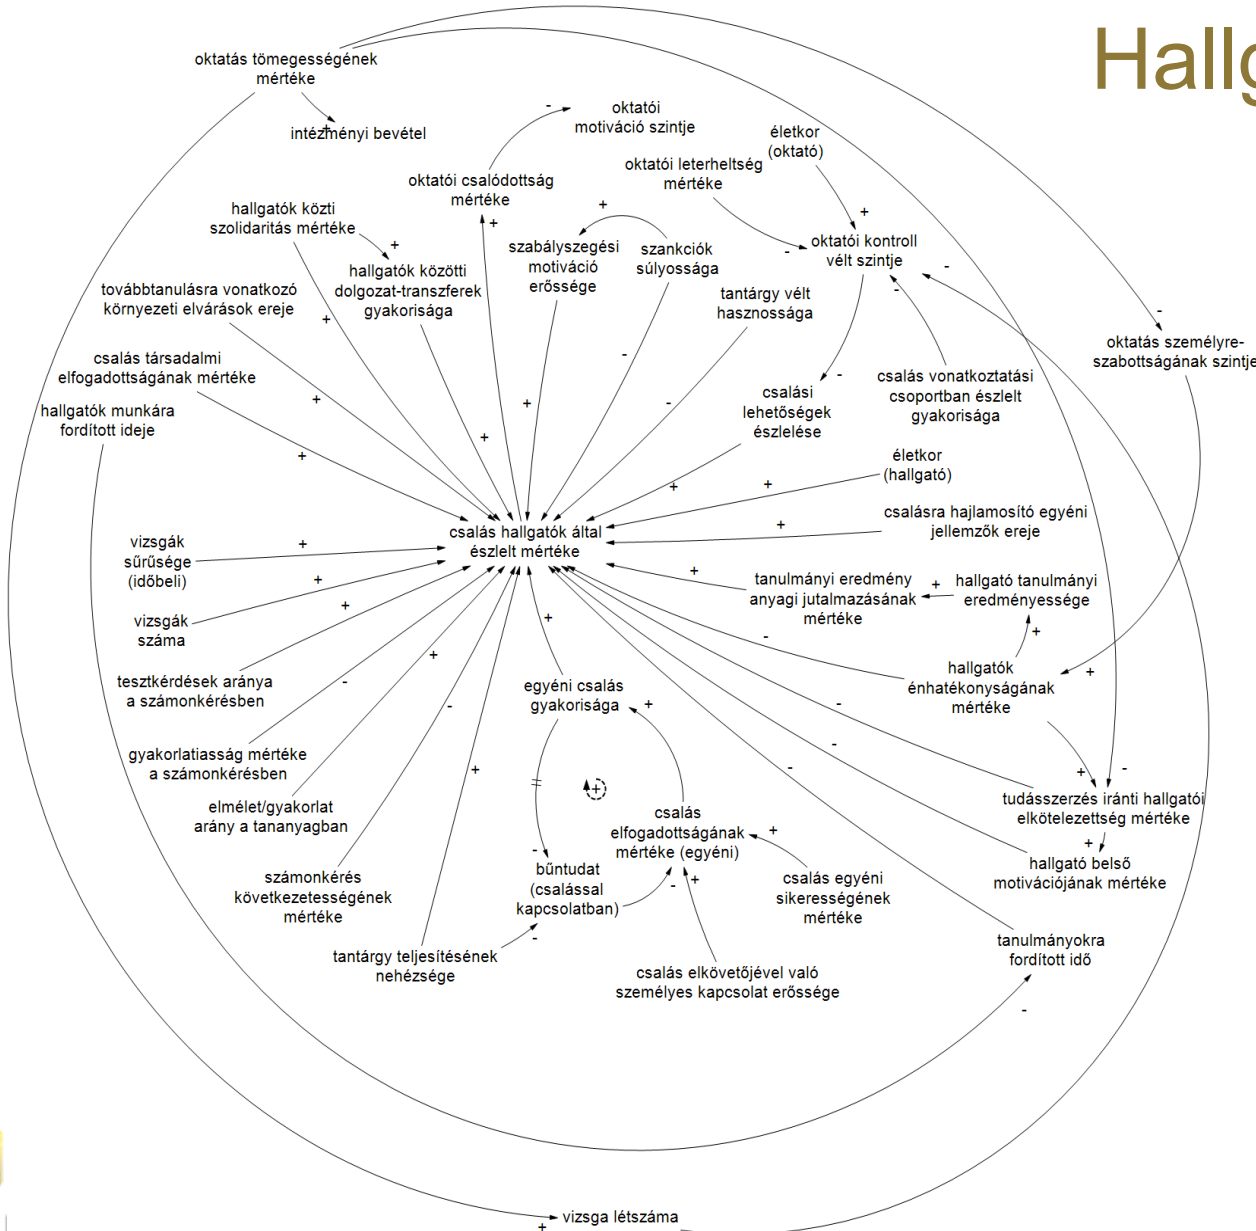 Hallg
oktatás tömegességének
mértéke
intézményi bevétel
+
-
oktatói
motiváció szintje
életkor
(oktató)
oktatói leterheltség
mértéke
oktatói csalódottság
mértéke
+
hallgatók közti
szolidaritás mértéke
+
hallgatók közötti
dolgozat-transzferek
gyakorisága
+
szabályszegési
motiváció
erőssége
szankciók
súlyossága
+
-
oktatói kontroll
vélt szintje
-
-
továbbtanulásra vonatkozó
környezeti elvárások ereje
+
tantárgy vélt
hasznossága
-
oktatás személyre-
szabottságának szintje
csalás társadalmi
elfogadottságának mértéke
-
-
csalás vonatkoztatási
csoportban észlelt
gyakorisága
hallgatók munkára
fordított ideje
+
+
-
csalási
lehetőségek
észlelése
+
+
életkor
(hallgató)
+
+
csalásra hajlamosító egyéni
jellemzők ereje
+
csalás hallgatók által
észlelt mértéke
vizsgák
sűrűsége
(időbeli)
+
+
tanulmányi eredmény
anyagi jutalmazásának
mértéke
+
+
hallgató tanulmányi
eredményessége
vizsgák
száma
+
+
+
-
+
hallgatók
énhatékonyságának
mértéke
+
tesztkérdések aránya
a számonkérésben
-
+
egyéni csalás
gyakorisága
+
-
-
-
gyakorlatiasság mértéke
a számonkérésben
-
+
+
-
elmélet/gyakorlat
arány a tananyagban
+
csalás
elfogadottságának
mértéke (egyéni)
+
tudásszerzés iránti hallgatói
elkötelezettség mértéke
+
-
hallgató belső
motivációjának mértéke
számonkérés
következetességének
mértéke
bűntudat
(csalással
kapcsolatban)
-
+
csalás egyéni
sikerességének
mértéke
-
tantárgy teljesítésének
nehézsége
tanulmányokra
fordított idő
csalás elkövetőjével való
személyes kapcsolat erőssége
-
vizsga létszáma
+